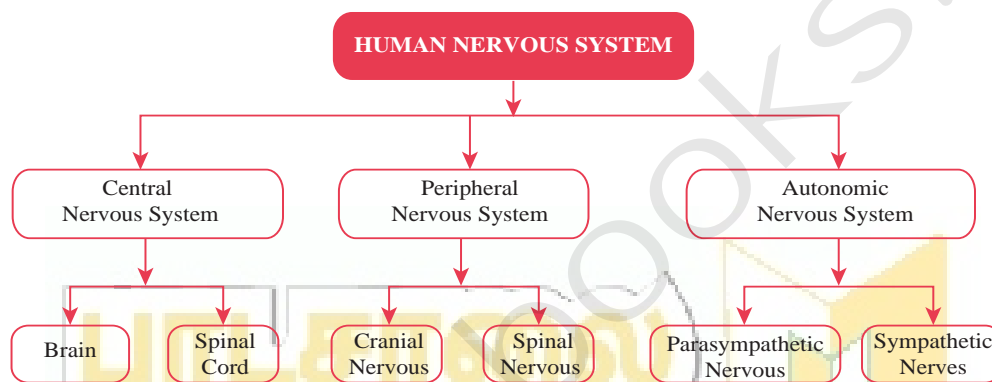 HUMAN NERVOUS SYSTEM
Central
Nervous System
Peripheral
Nervous System
Autonomic
Nervous System
Brain
Spinal
Cord
Cranial
Nervous
Spinal
Nervous
Parasympathetic
Nervous
Sympathetic
Nerves
books